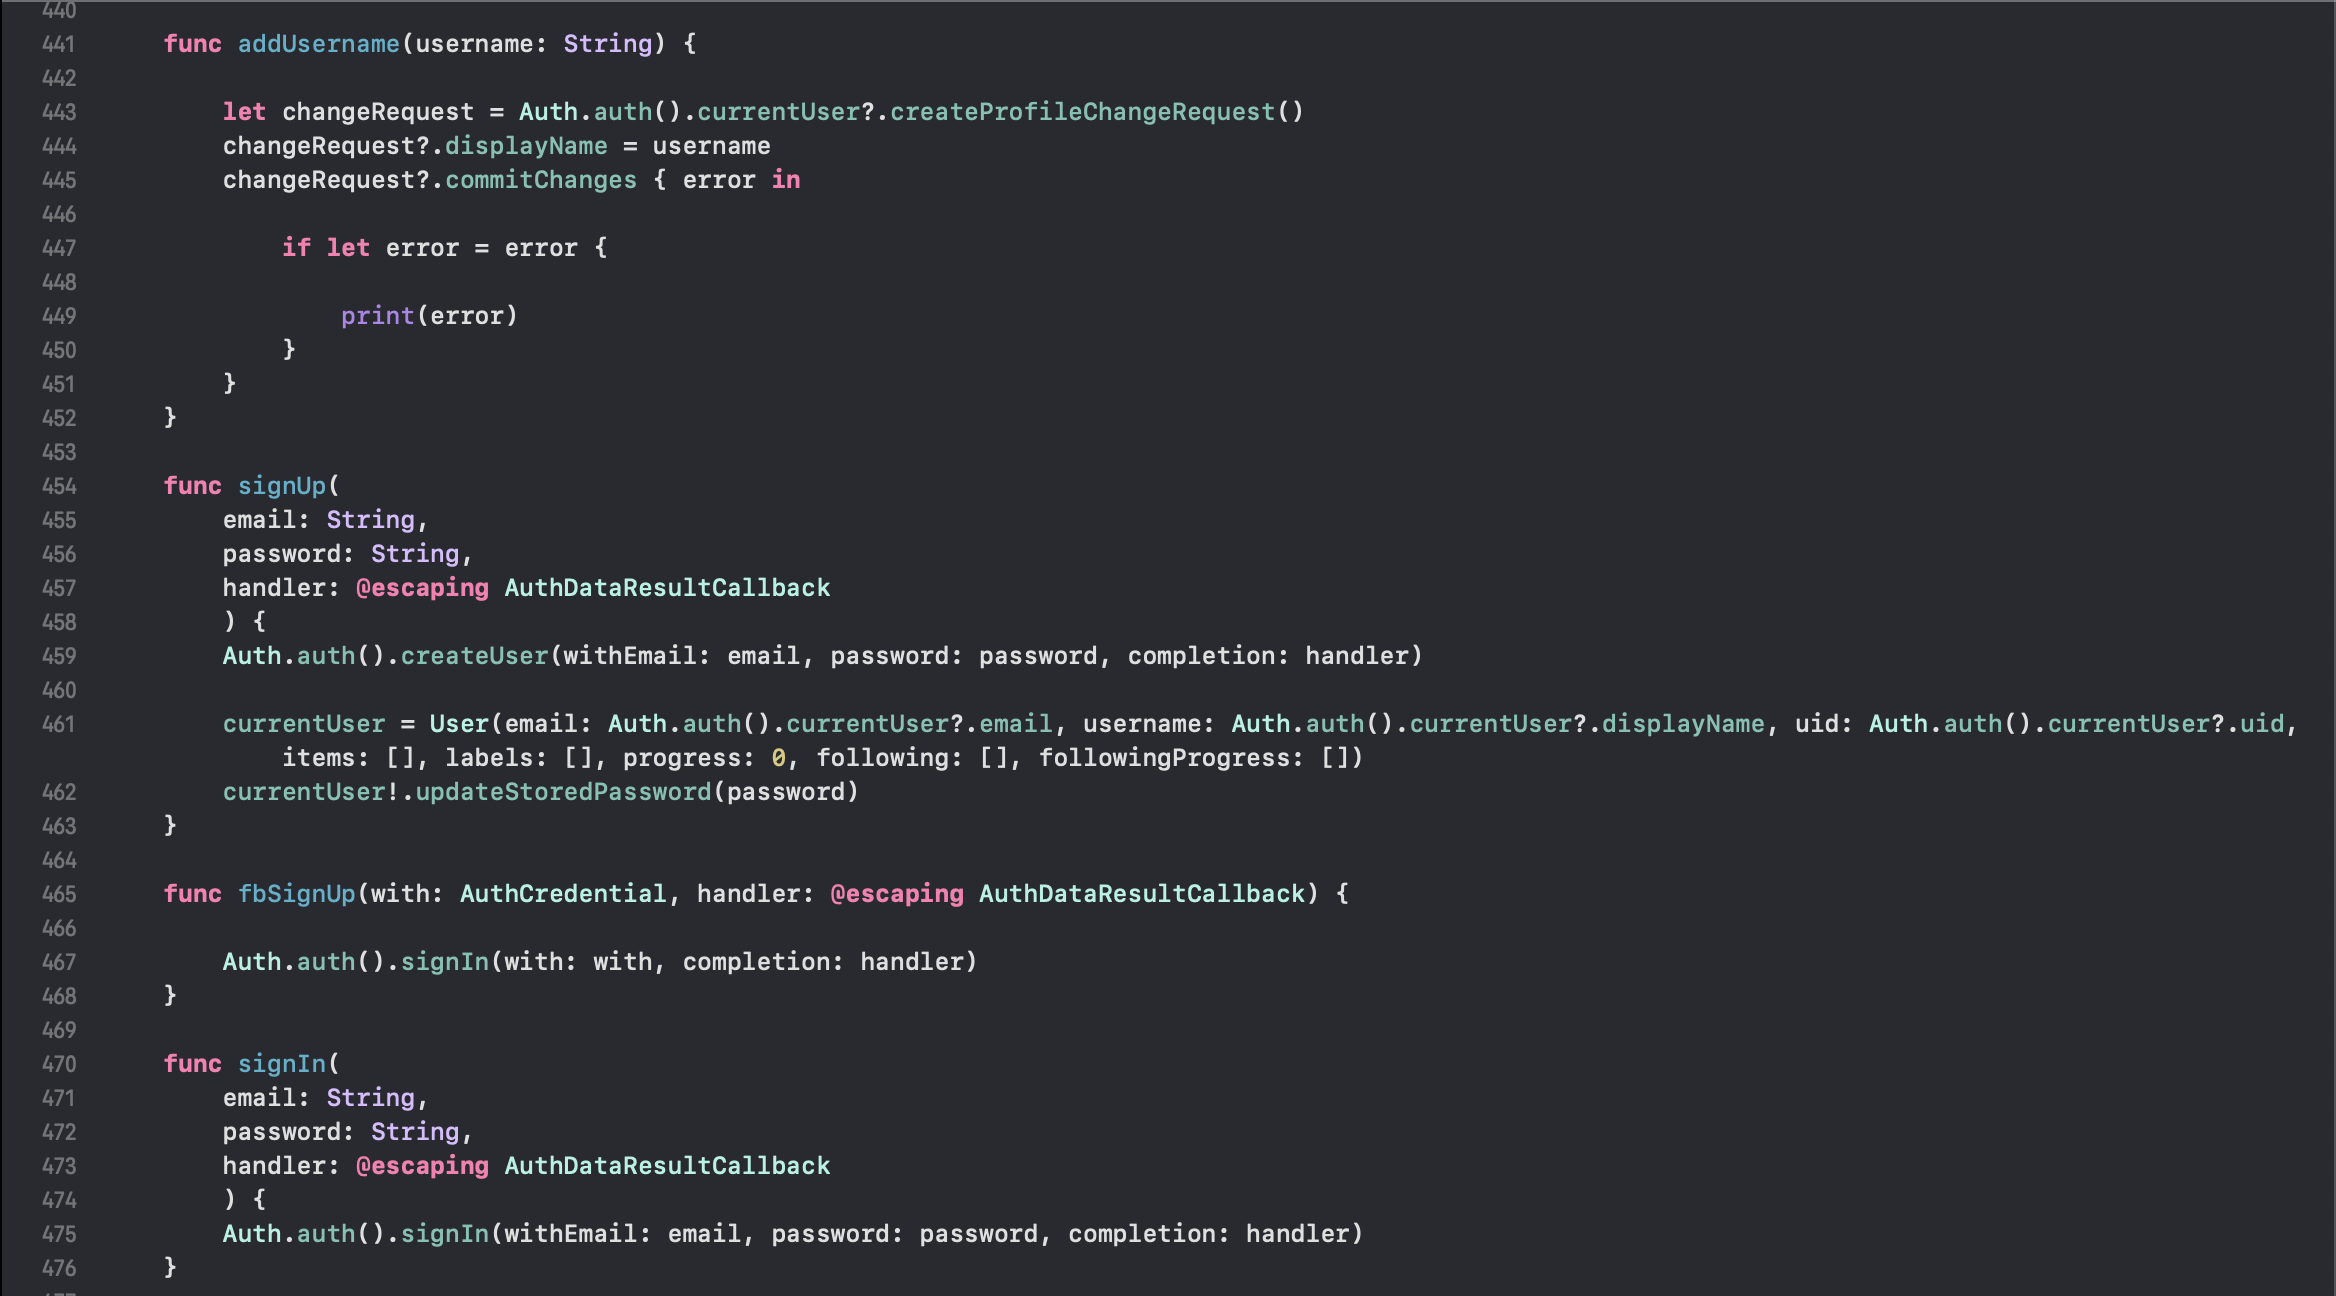 440
441 func addUsername(username: String) {
442
443 let changeRequest = Auth.auth().currentUser?.createProfileChangeRequest()
444 changeRequest?.displayName = username
445 changeRequest?.commitChanges { error in
446
447 if let error = error {
448
449 print(error)
450 }
451 }
452 }
453
454 func signUp(
455 email: String,
456 password: String,
457 handler: @escaping AuthDataResultCallback
458 ) {
459 Auth.auth().createUser(withEmail: email, password: password, completion: handler)
460
461 currentUser = User(email: Auth.auth().currentUser?.email, username: Auth.auth().currentUser?.displayName, uid: Auth.auth().currentUser?.uid,
items: [], labels: [], progress: 0, following: [], followingProgress: [])
462 currentUser!.updateStoredPassword(password)
463 }
464
465 func fbSignUp(with: AuthCredential, handler: @escaping AuthDataResultCallback) {
466
467 Auth.auth().signIn(with: with, completion: handler)
468 }
469
470 func signIn(
471 email: String,
472 password: String,
473 handler: @escaping AuthDataResultCallback
474 ) {
475 Auth.auth().signIn(withEmail: email, password: password, completion: handler)
476 }